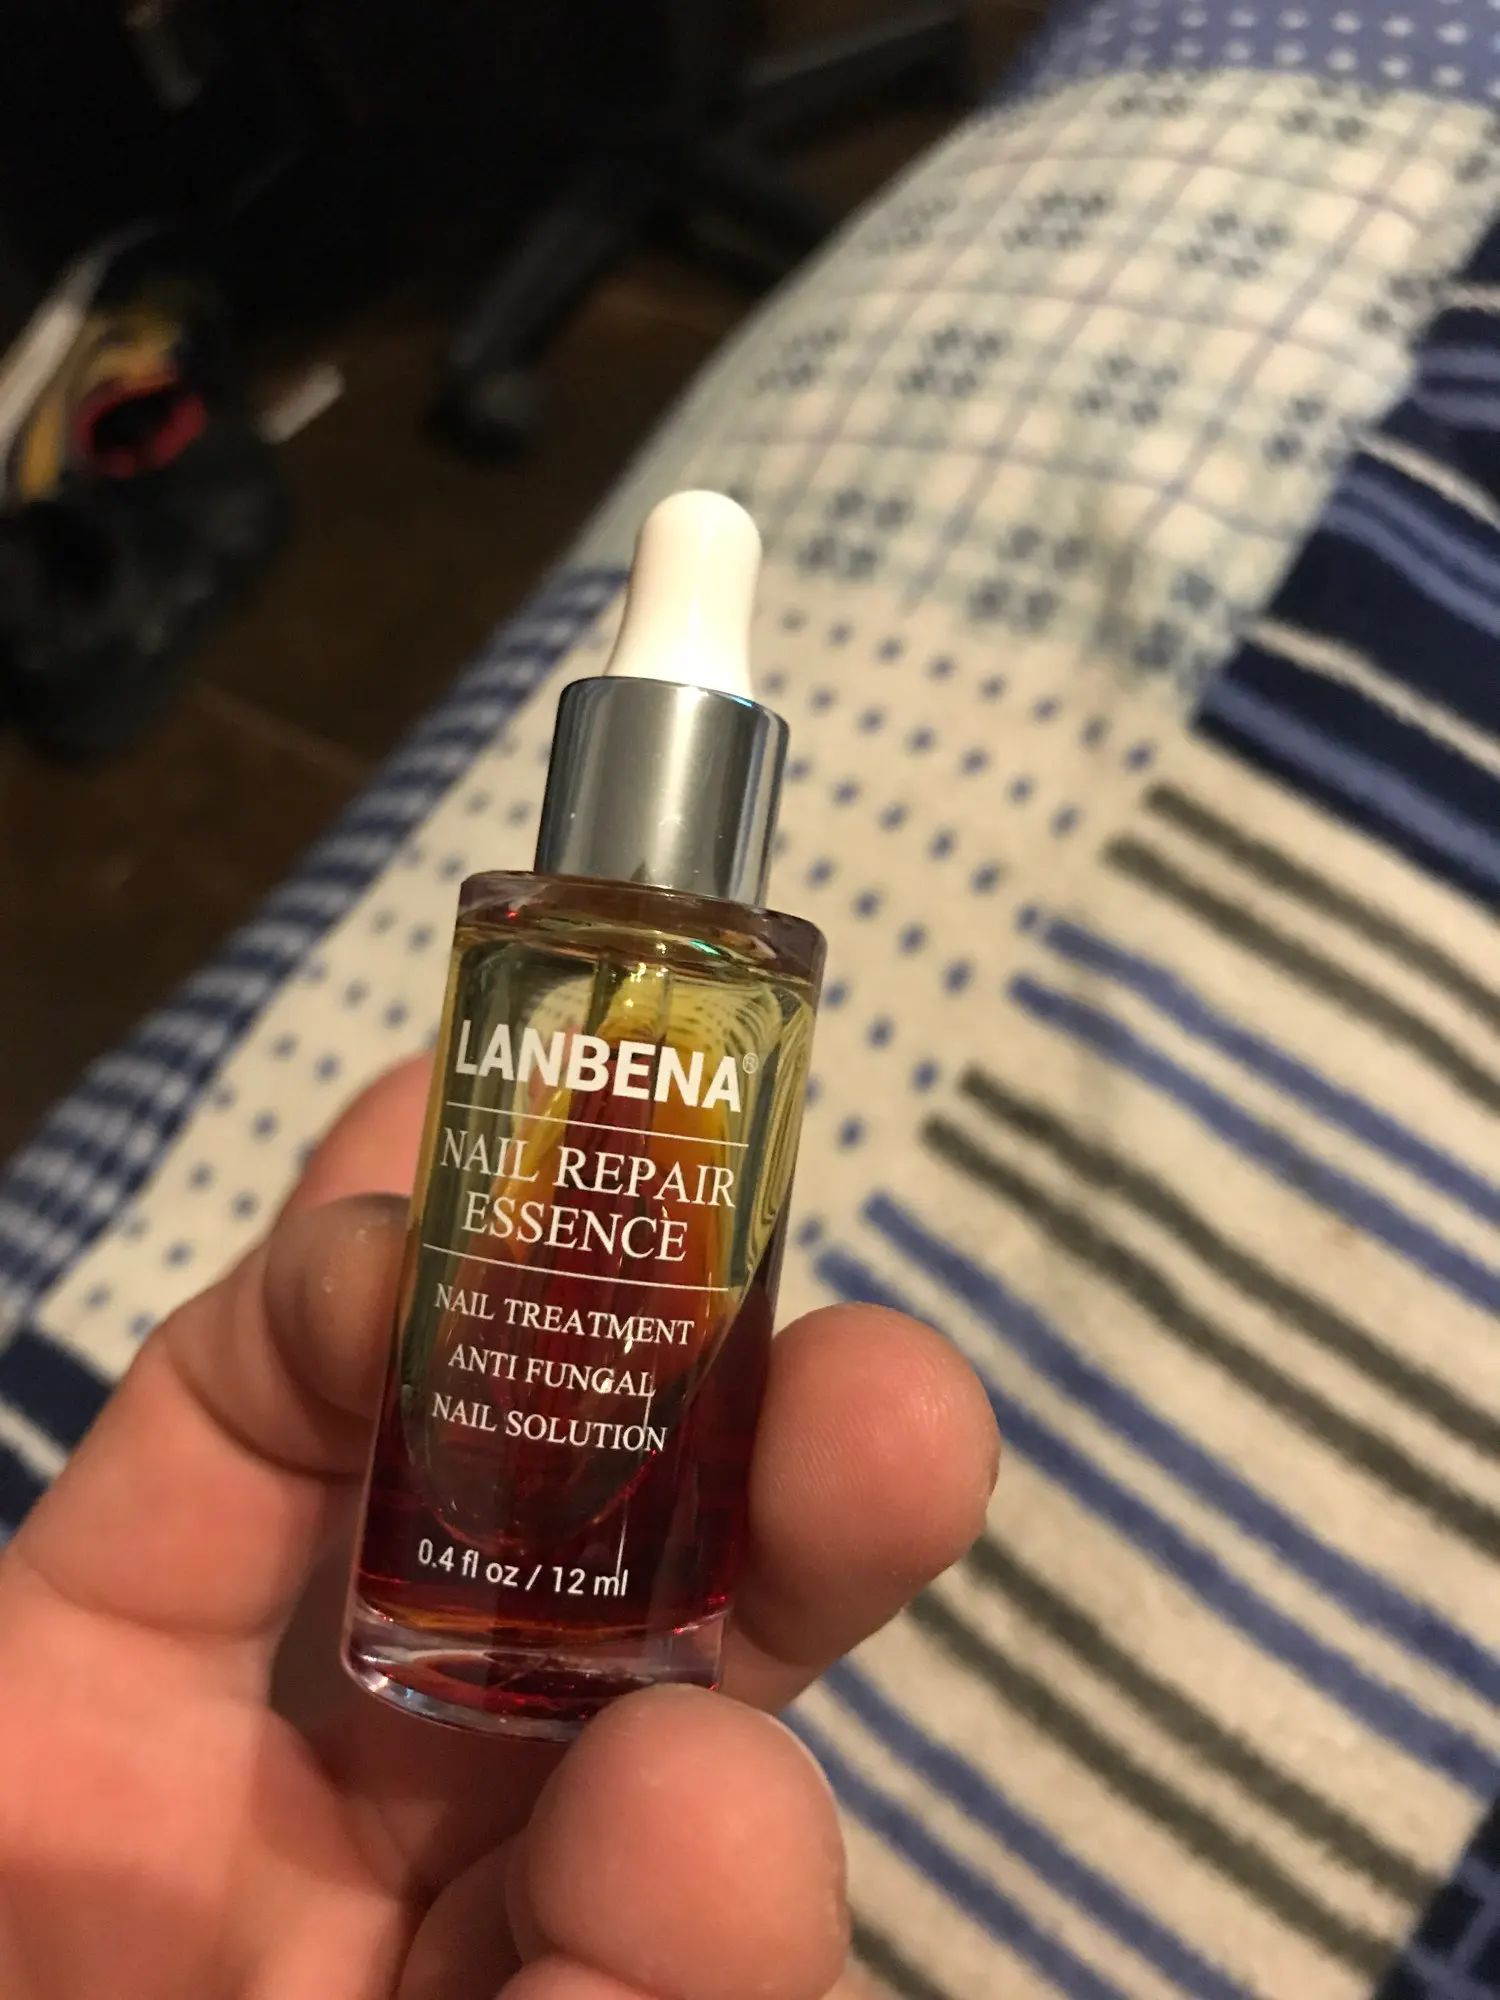 LANBENA®
NAIL REPAIR
ESSENCE
NAIL TREATMENT
ANTI FUNGAL
NAIL SOLUTION
0.4 fl oz / 12 ml